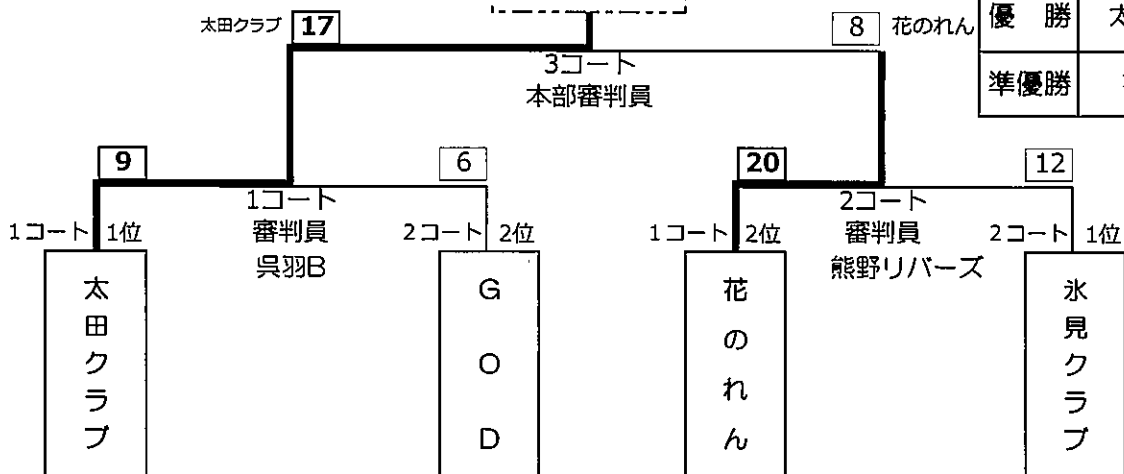 太田クラブ 17
8 花のれん
優 勝 太
準優勝
3コート
本部審判員
9
6
20
12
1コート
審判員
呉羽B
2コート
審判員
熊野リバーズ
1コート 1位
2コート 2位
1コート 2位
2コート 1位
太田クラブ
GOD
花のれん
氷見クラブ